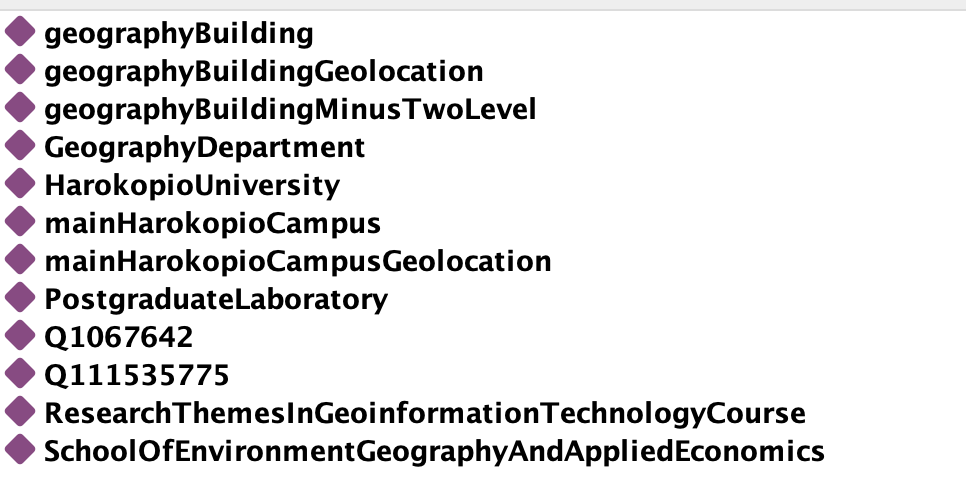 geographyBuilding
geographyBuildingGeolocation
geographyBuildingMinusTwoLevel
GeographyDepartment
HarokopioUniversity
mainHarokopioCampus
mainHarokopioCampusGeolocation
PostgraduateLaboratory
Q1067642
Q111535775
ResearchThemesInGeoinformationTechnologyCourse
SchoolOfEnvironmentGeographyAndAppliedEconomics